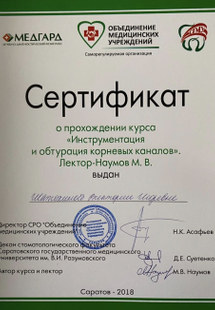 МЕДГАРД
ОБЪЕДИНЕНИЕ
МЕДИЦИНСКИХ
УЧРЕЖДЕНИЙ
Саморегулируемая организация
Сертификат
о прохождении курса
«Инструментация
и обтурация корневых каналов».
Лектор-Наумов М. В.
выдан
Директор СРО "Объединение
медицинских учреждений"
Н.К. Асафьев
Декан стоматологического
Саратовского государственного медицинского
университета им. В.И. Разумовского
Д.Е. Суетенков
Автор курса и лектор
М.В. Наумов
Саратов - 2018